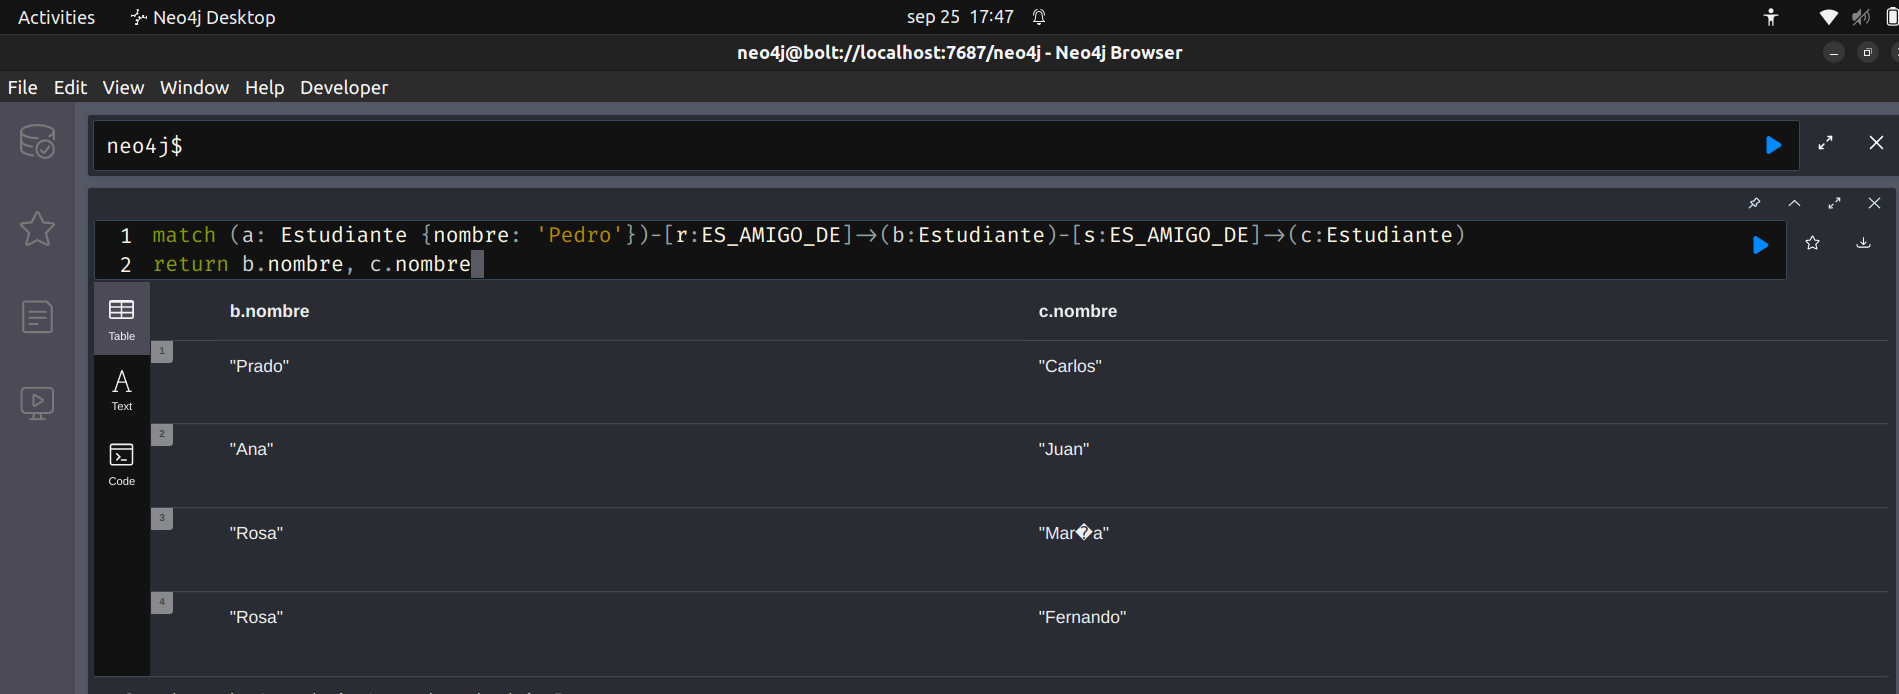 Activities Neo4j Desktop sep 25 17:47
neo4j@bolt://localhost:7687/neo4j - Neo4j Browser
File Edit View Window Help Developer
neo4j$
1 match (a: Estudiante {nombre: 'Pedro'})-[r:ES_AMIGO_DE]->(b:Estudiante)-[s:ES_AMIGO_DE]->(c:Estudiante)
2 return b.nombre, c.nombre
Table
Text
Code
b.nombre c.nombre
1 "Prado" "Carlos"
2 "Ana" "Juan"
3 "Rosa" "Mar�a"
4 "Rosa" "Fernando"